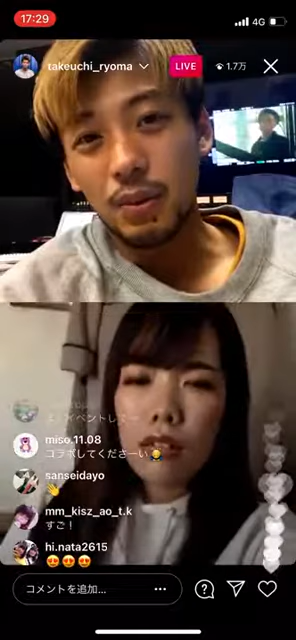 17:29
4G
takeuchi_ryoma
LIVE
1.7万
イベントして
miso.11.08
コラボしてくださーい🙇
sanseidayo
👋
mm_kisz_ao_t.k
すご！
hi.nata2615
😍😍😍
コメントを追加...